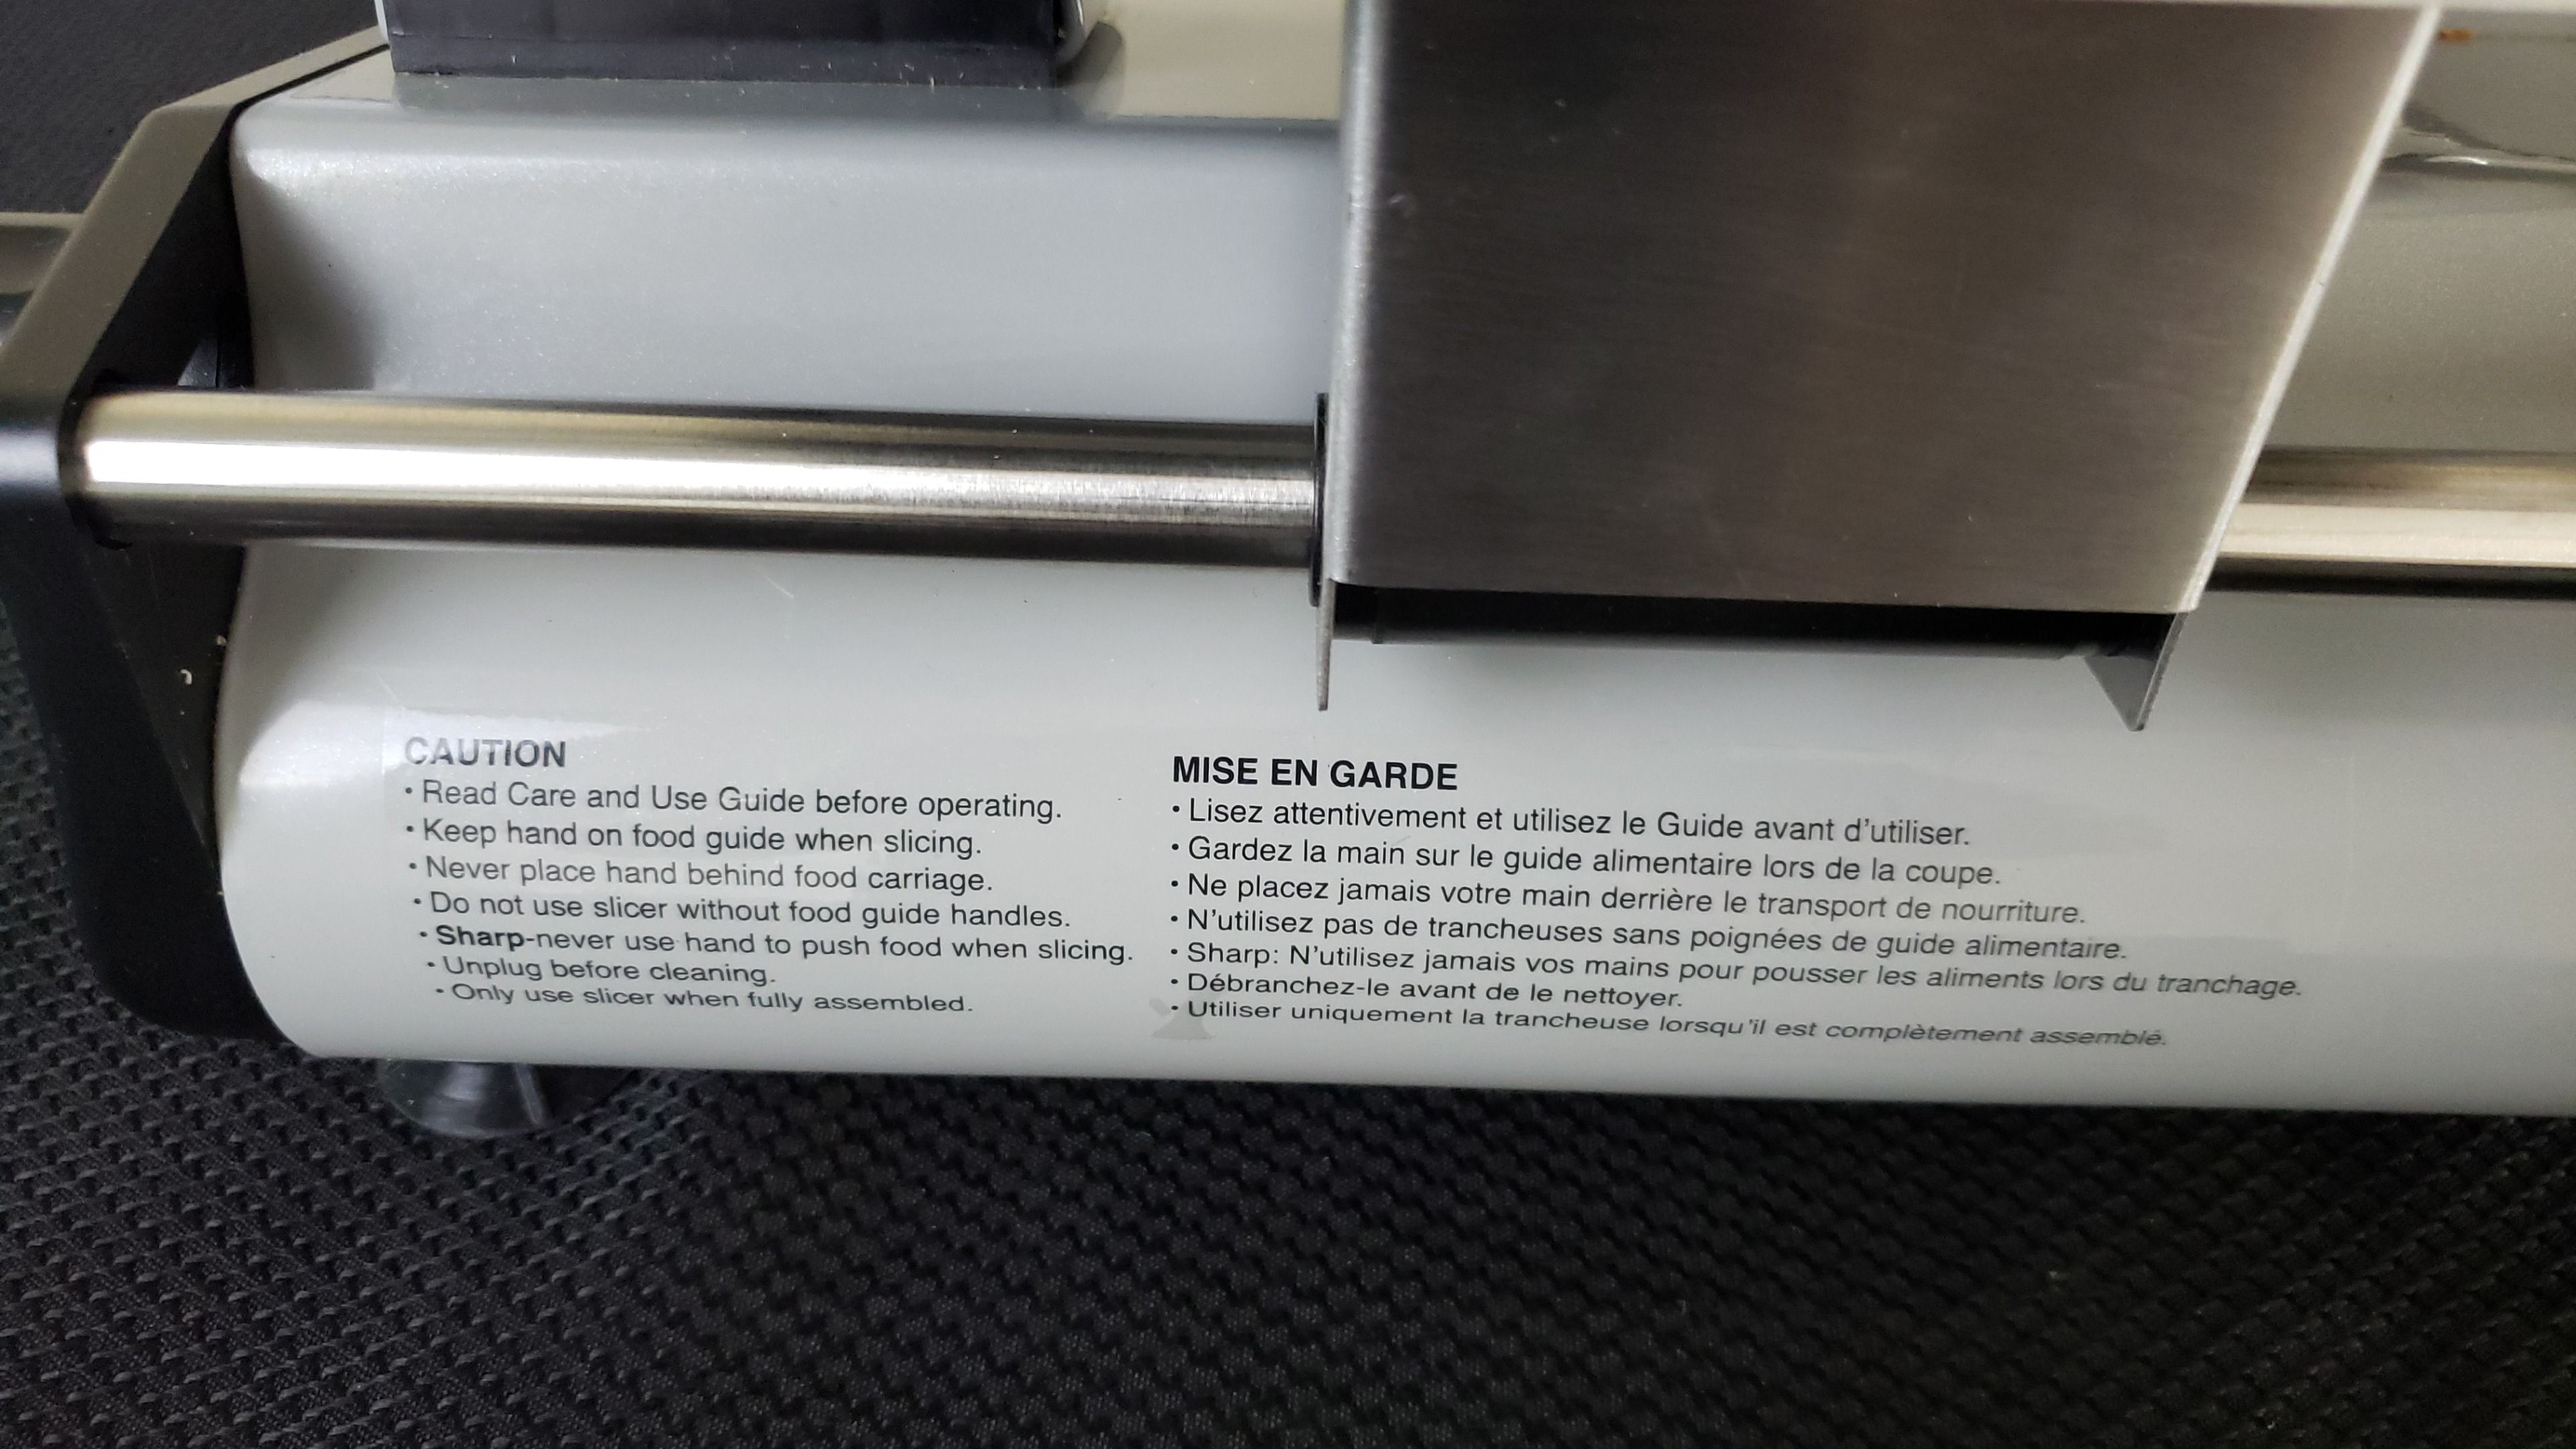 CAUTION
• Read Care and Use Guide before operating.
• Keep hand on food guide when slicing.
• Never place hand behind food carriage.
• Do not use slicer without food guide handles.
• Sharp-never use hand to push food when slicing.
• Unplug before cleaning.
• Only use slicer when fully assembled.
MISE EN GARDE
• Lisez attentivement et utilisez le Guide avant d'utiliser.
• Gardez la main sur le guide alimentaire lors de la coupe.
• Ne placez jamais votre main derrière le transport de nourriture.
• N'utilisez pas de trancheuses sans poignées de guide alimentaire.
• Sharp: N'utilisez jamais vos mains pour pousser les aliments lors du tranchage.
• Débranchez-le avant de le nettoyer.
• Utiliser uniquement la trancheuse lorsqu'il est complètement assemblé.